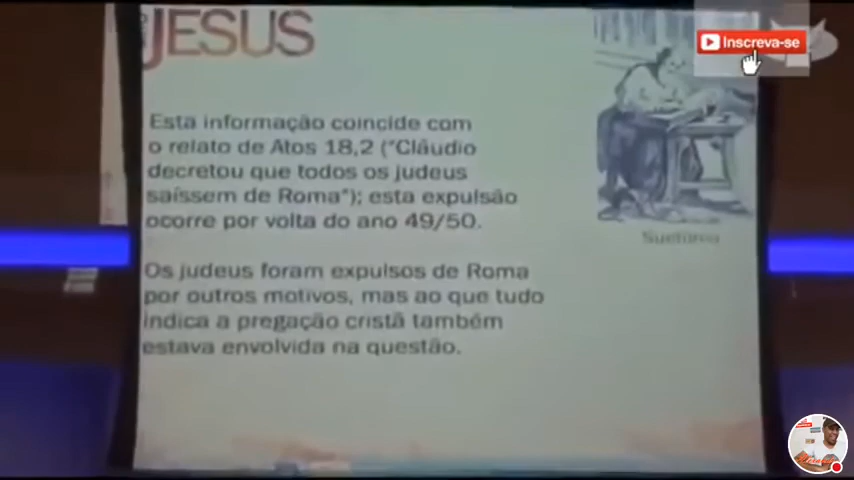 JESUS
Inscreva-se
Esta informação coincide com
o relato de Atos 18,2 ("Cláudio
decretou que todos os judeus
saíssem de Roma"); esta expulsão
ocorre por volta do ano 49/50.
Suetônio
Os judeus foram expulsos de Roma
por outros motivos, mas ao que tudo
indica a pregação cristã também
estava envolvida na questão.